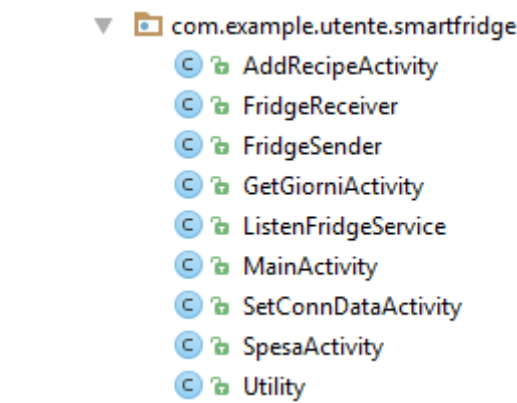 com.example.utente.smartfridge
C AddRecipeActivity
C FridgeReceiver
C FridgeSender
C GetGiorniActivity
C ListenFridgeService
C MainActivity
C SetConnDataActivity
C SpesaActivity
C Utility